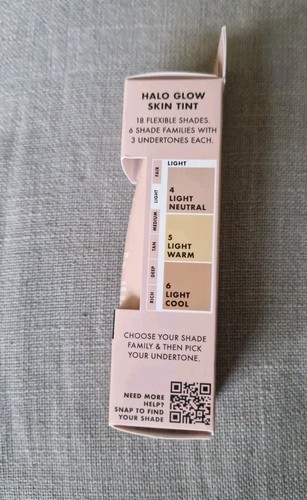 HALO GLOW
SKIN TINT
18 FLEXIBLE SHADES.
6 SHADE FAMILIES WITH
3 UNDERTONES EACH.
LIGHT
FAIR
LIGHT
MEDIUM
TAN
DEEP
RICH
4
LIGHT
NEUTRAL
5
LIGHT
WARM
6
LIGHT
COOL
CHOOSE YOUR SHADE
FAMILY & THEN PICK
YOUR UNDERTONE.
NEED MORE
HELP?
SNAP TO FIND
YOUR SHADE